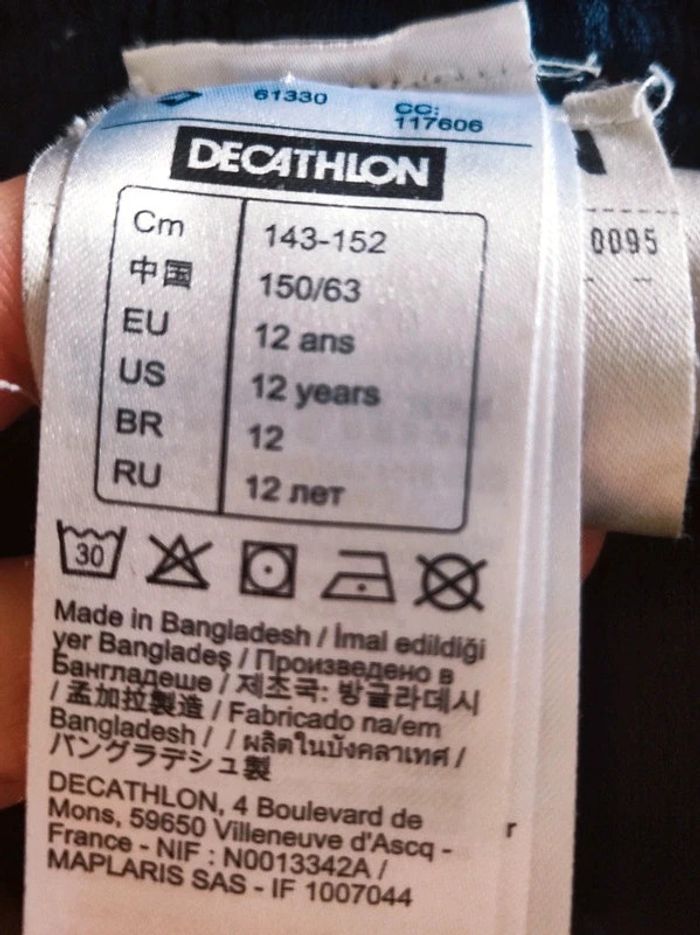 61330
CC:
117606
DECATHLON
Cm 143-152
中国 150/63
EU 12 ans
US 12 years
BR 12
RU 12 лет
0095
30
Made in Bangladesh / İmal edildiği
yer Bangladeş / Произведено в
Бангладеше / 제조국: 방글라데시
/ 孟加拉製造 / Fabricado na/em
Bangladesh / / ผลิตในบังคลาเทศ /
バングラデシュ製
DECATHLON, 4 Boulevard de
Mons, 59650 Villeneuve d'Ascq -
France - NIF : N0013342A /
MAPLARIS SAS - IF 1007044
r